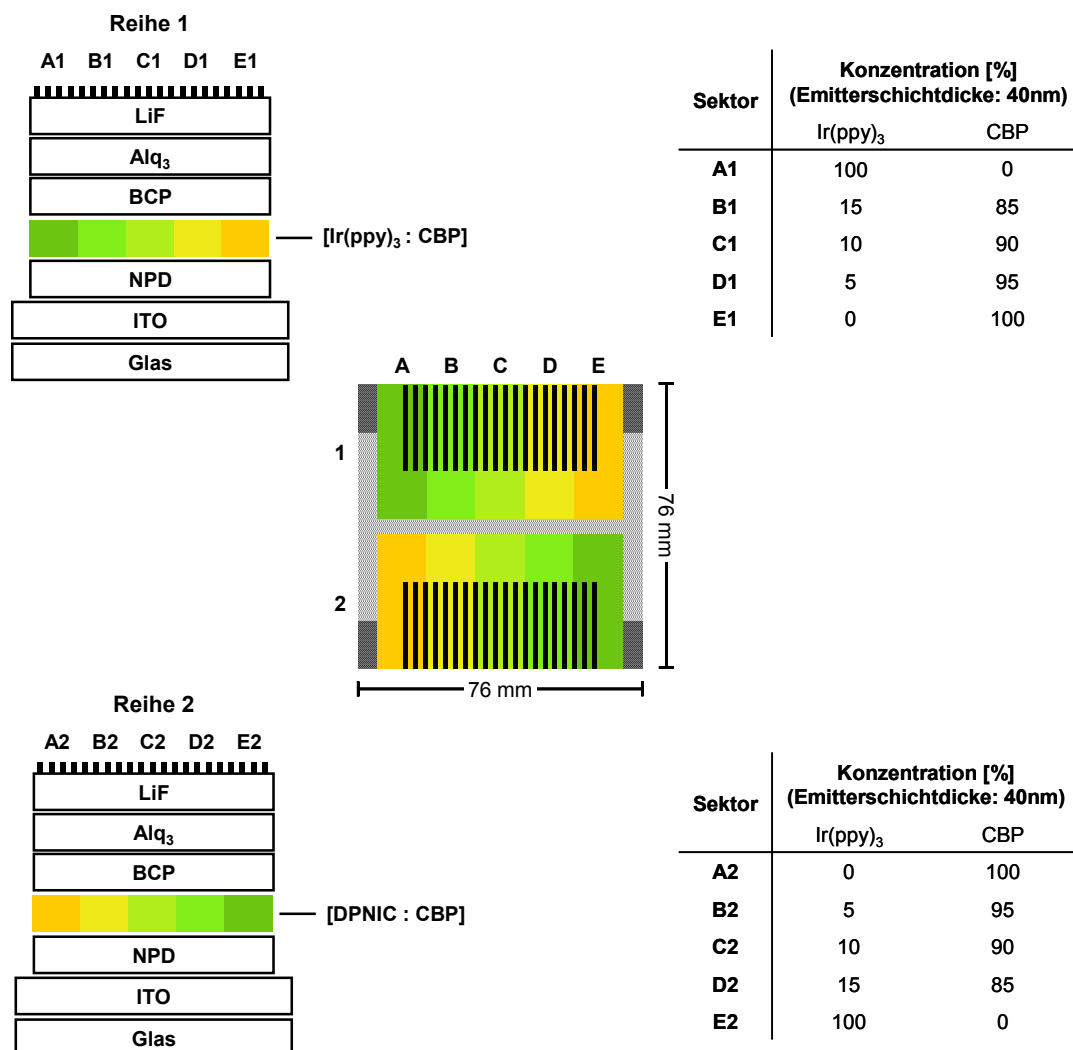 Reihe 1
A1 B1 C1 D1 E1
LiF
Alq₃
BCP
[Ir(ppy)₃ : CBP]
NPD
ITO
Glas
Sektor
Konzentration [%]
(Emitterschichtdicke: 40nm)
Ir(ppy)₃ CBP
A1 100 0
B1 15 85
C1 10 90
D1 5 95
E1 0 100
A B C D E
1
2
76 mm
76 mm
Reihe 2
A2 B2 C2 D2 E2
LiF
Alq₃
BCP
[DPNIC : CBP]
NPD
ITO
Glas
Sektor
Konzentration [%]
(Emitterschichtdicke: 40nm)
Ir(ppy)₃ CBP
A2 0 100
B2 5 95
C2 10 90
D2 15 85
E2 100 0